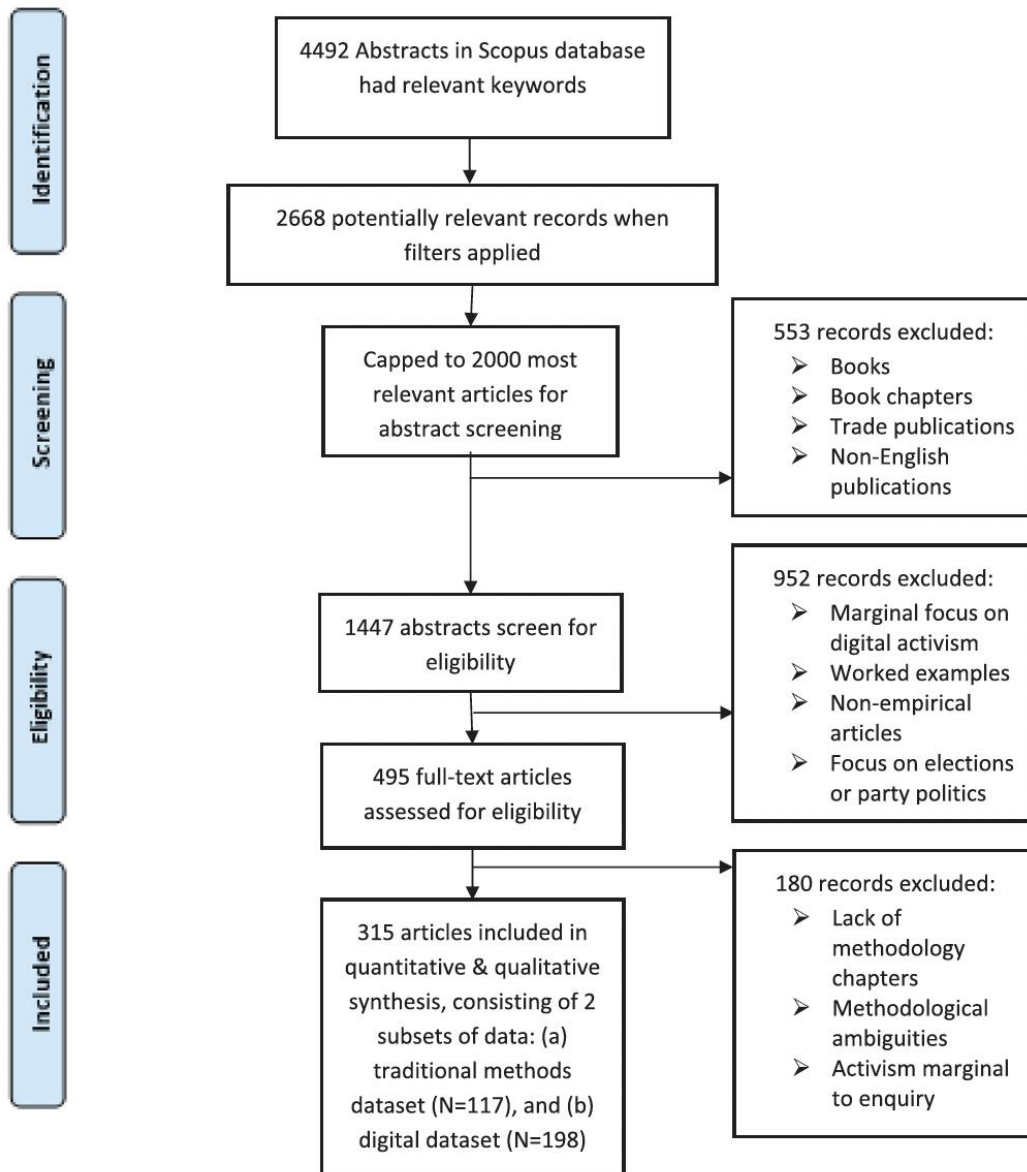 Identification
4492 Abstracts in Scopus database
had relevant keywords
2668 potentially relevant records when
filters applied
Screening
Capped to 2000 most
relevant articles for
abstract screening
553 records excluded:
➢ Books
➢ Book chapters
➢ Trade publications
➢ Non-English
publications
Eligibility
1447 abstracts screen for
eligibility
952 records excluded:
➢ Marginal focus on
digital activism
➢ Worked examples
➢ Non-empirical
articles
➢ Focus on elections
or party politics
495 full-text articles
assessed for eligibility
Included
180 records excluded:
➢ Lack of
methodology
chapters
➢ Methodological
ambiguities
➢ Activism marginal
to enquiry
315 articles included in
quantitative & qualitative
synthesis, consisting of 2
subsets of data: (a)
traditional methods
dataset (N=117), and (b)
digital dataset (N=198)